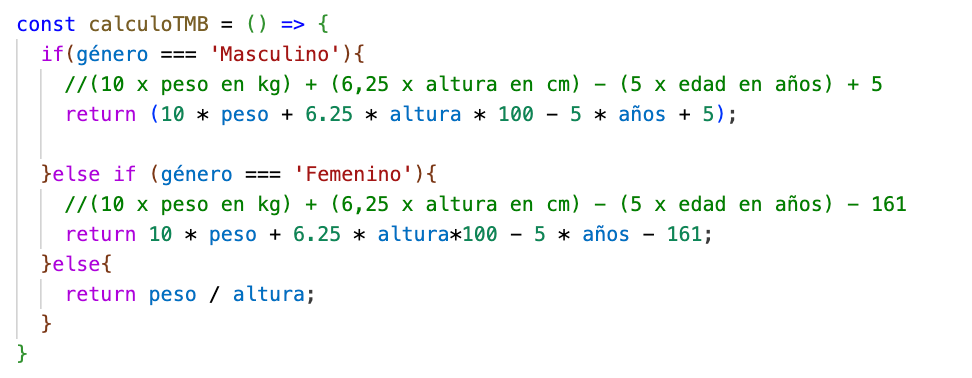 const calculoTMB = () => {
if(género === 'Masculino'){
//(10 x peso en kg) + (6,25 x altura en cm) − (5 x edad en años) + 5
return (10 * peso + 6.25 * altura * 100 - 5 * años + 5);
}else if (género === 'Femenino'){
//(10 x peso en kg) + (6,25 x altura en cm) − (5 x edad en años) − 161
return 10 * peso + 6.25 * altura*100 - 5 * años - 161;
}else{
return peso / altura;
}
}